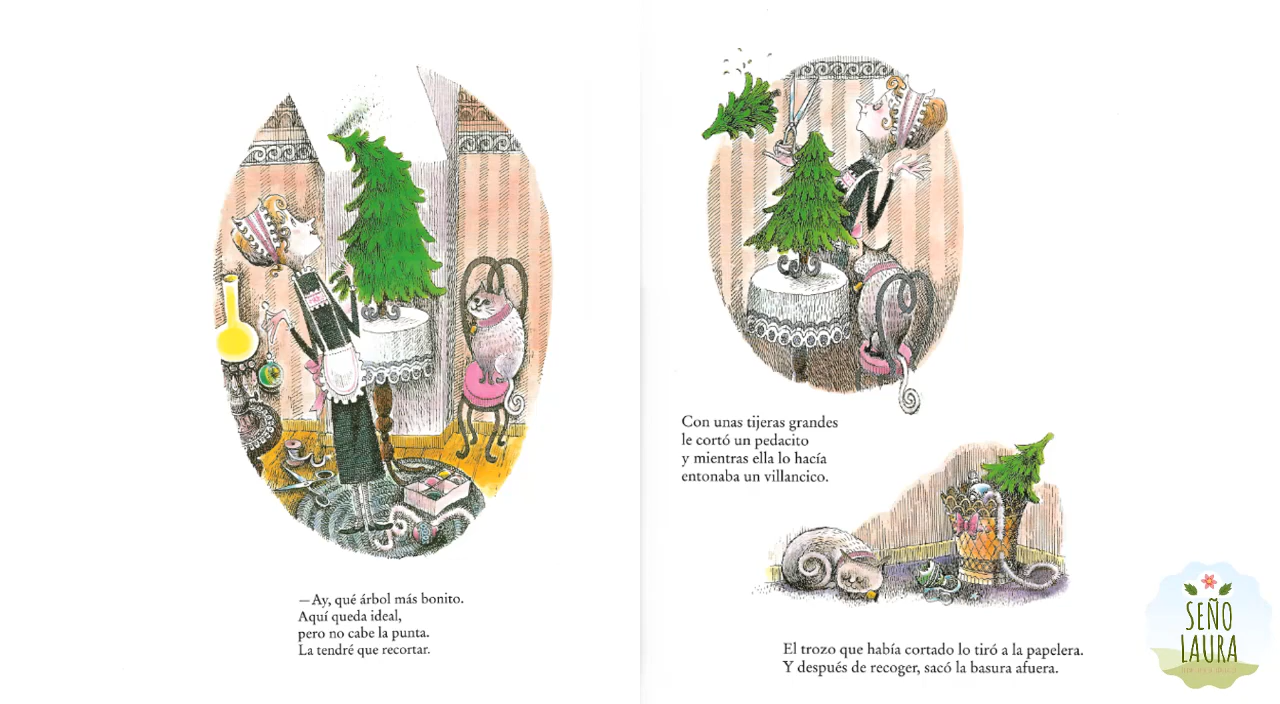 —Ay, qué árbol más bonito.
Aquí queda ideal,
pero no cabe la punta.
La tendré que recortar.
Con unas tijeras grandes
le cortó un pedacito
y mientras ella lo hacía
entonaba un villancico.
El trozo que había cortado lo tiró a la papelera.
Y después de recoger, sacó la basura afuera.
SEÑO
LAURA